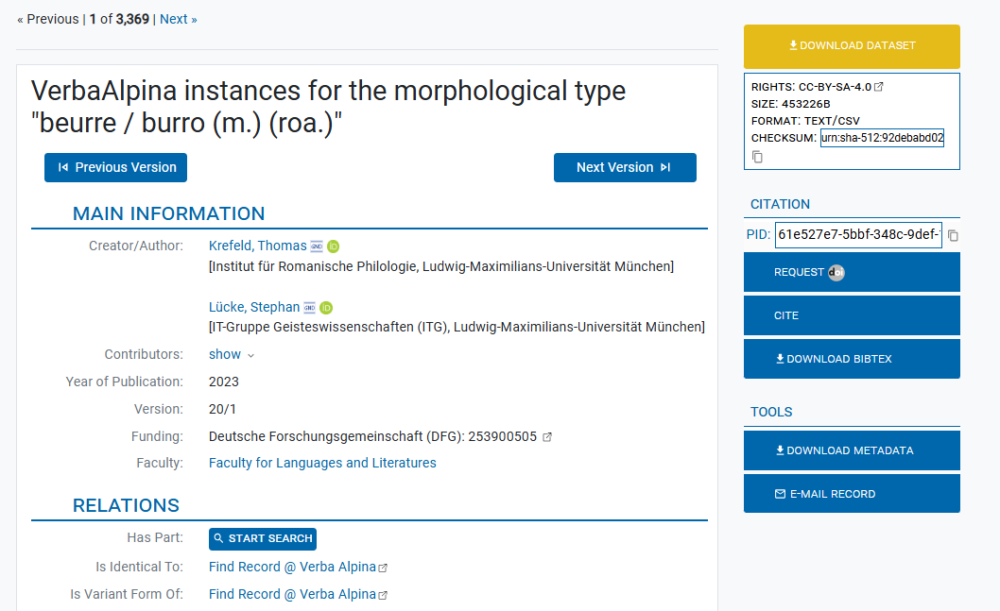 « Previous | 1 of 3,369 | Next »
VerbaAlpina instances for the morphological type
"beurre / burro (m.) (roa.)"
Previous Version
Next Version
MAIN INFORMATION
Creator/Author: Krefeld, Thomas GND iD
[Institut für Romanische Philologie, Ludwig-Maximilians-Universität München]
Lücke, Stephan GND iD
[IT-Gruppe Geisteswissenschaften (ITG), Ludwig-Maximilians-Universität München]
Contributors: show
Year of Publication: 2023
Version: 20/1
Funding: Deutsche Forschungsgemeinschaft (DFG): 253900505
Faculty: Faculty for Languages and Literatures
RELATIONS
Has Part: START SEARCH
Is Identical To: Find Record @ Verba Alpina
Is Variant Form Of: Find Record @ Verba Alpina
DOWNLOAD DATASET
RIGHTS: CC-BY-SA-4.0
SIZE: 453226B
FORMAT: TEXT/CSV
CHECKSUM: urn:sha-512:92debabd02
CITATION
PID: 61e527e7-5bbf-348c-9def-
REQUEST doi
CITE
DOWNLOAD BIBTEX
TOOLS
DOWNLOAD METADATA
E-MAIL RECORD